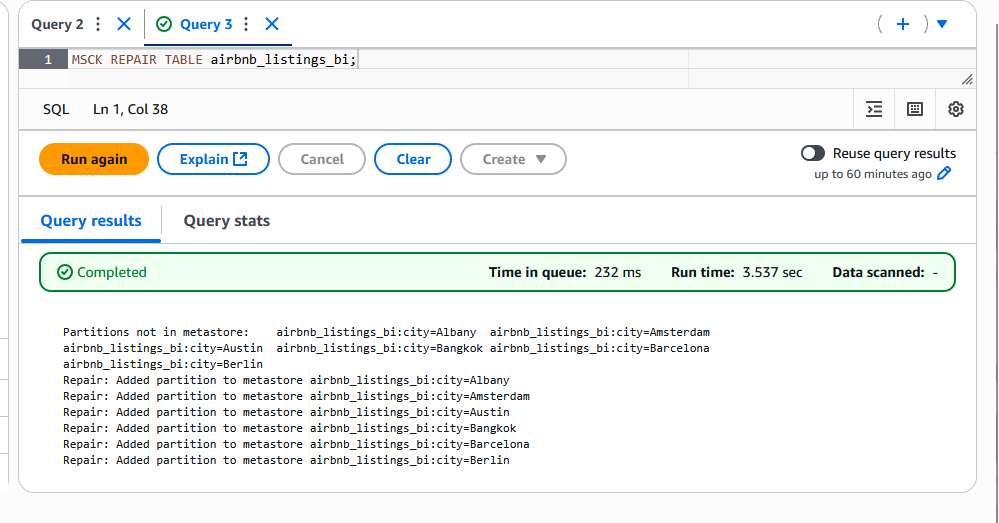 Query 2 Query 3
1 MSCK REPAIR TABLE airbnb_listings_bi;
SQL Ln 1, Col 38
Run again Explain Cancel Clear Create Reuse query results
up to 60 minutes ago
Query results Query stats
Completed Time in queue: 232 ms Run time: 3.537 sec Data scanned: -
Partitions not in metastore: airbnb_listings_bi:city=Albany airbnb_listings_bi:city=Amsterdam
airbnb_listings_bi:city=Austin airbnb_listings_bi:city=Bangkok airbnb_listings_bi:city=Barcelona
airbnb_listings_bi:city=Berlin
Repair: Added partition to metastore airbnb_listings_bi:city=Albany
Repair: Added partition to metastore airbnb_listings_bi:city=Amsterdam
Repair: Added partition to metastore airbnb_listings_bi:city=Austin
Repair: Added partition to metastore airbnb_listings_bi:city=Bangkok
Repair: Added partition to metastore airbnb_listings_bi:city=Barcelona
Repair: Added partition to metastore airbnb_listings_bi:city=Berlin